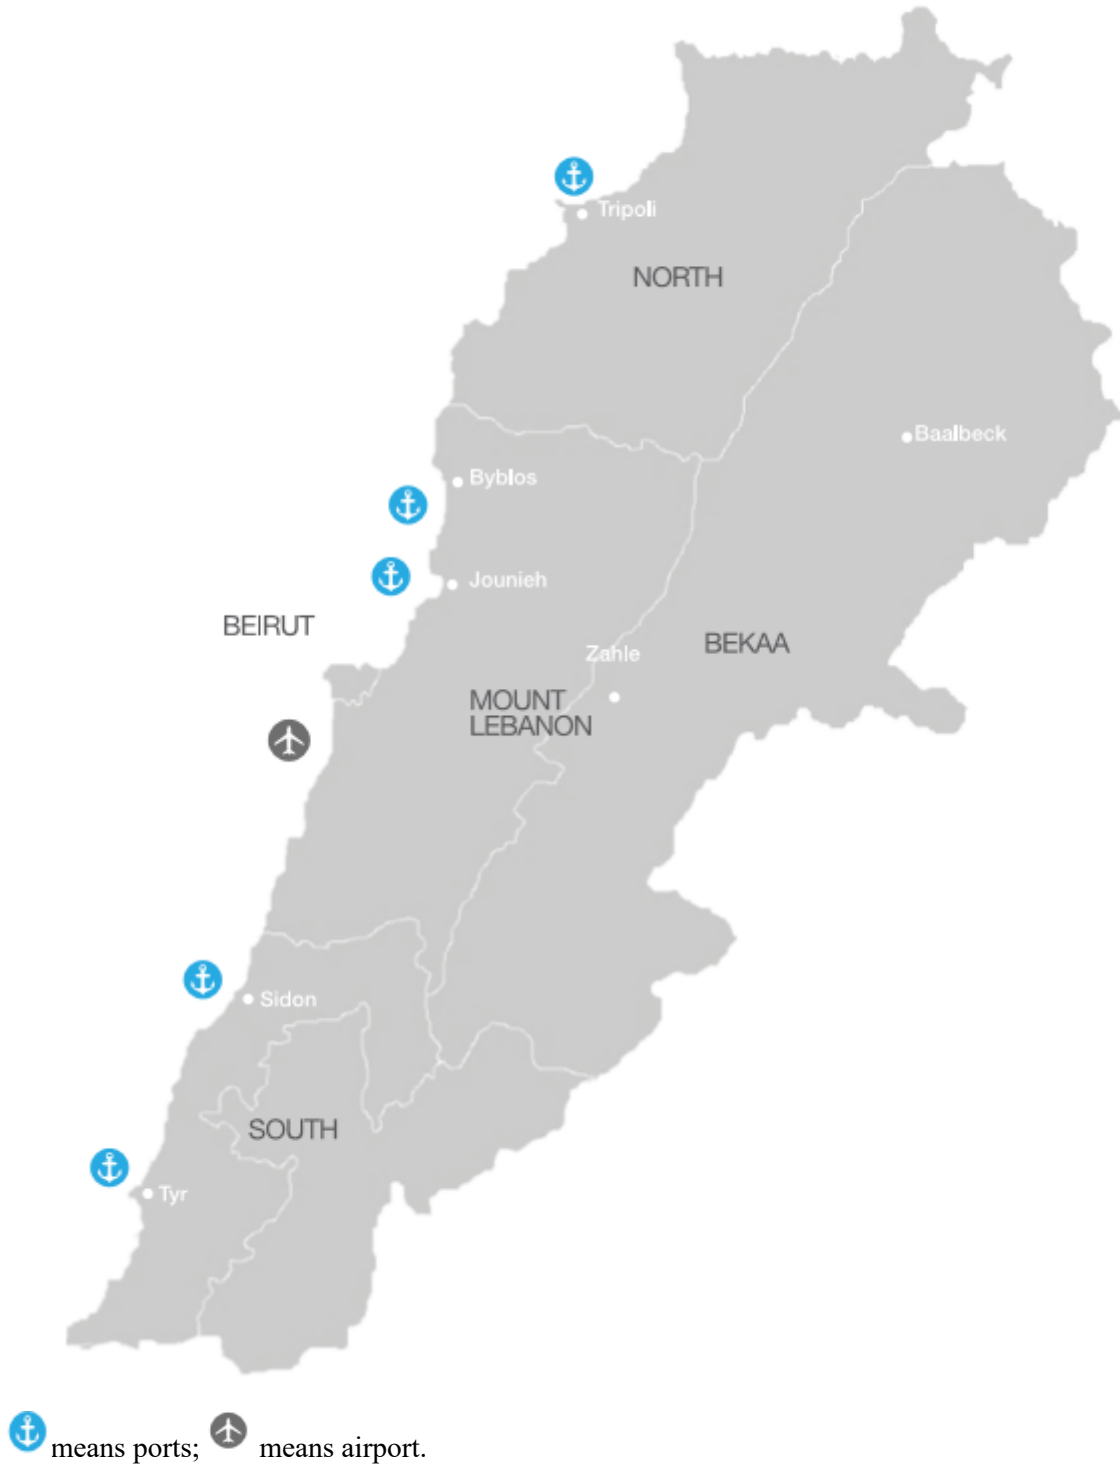 Tripoli
NORTH
Baalbeck
Byblos
Jounieh
BEIRUT
BEKAA
Zahle
MOUNT
LEBANON
Sidon
SOUTH
Tyr
means ports; means airport.